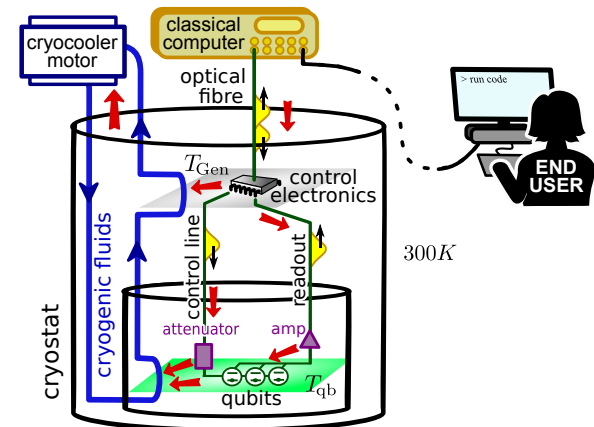 cryocooler
motor
classical
computer
optical
fibre
> run code
END
USER
T_Gen
control
electronics
300K
control line
readout
cryogenic fluids
cryostat
attenuator
amp
T_qb
qubits